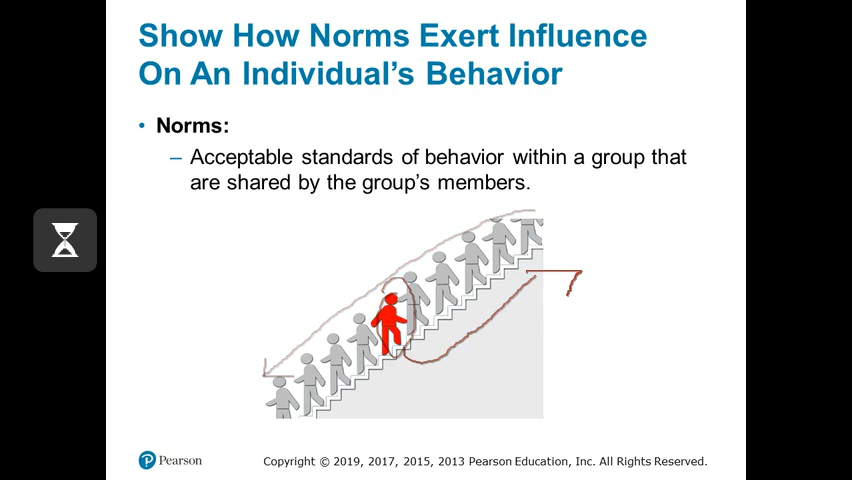 Show How Norms Exert Influence
On An Individual's Behavior
• Norms:
– Acceptable standards of behavior within a group that
are shared by the group's members.
Pearson
Copyright © 2019, 2017, 2015, 2013 Pearson Education, Inc. All Rights Reserved.